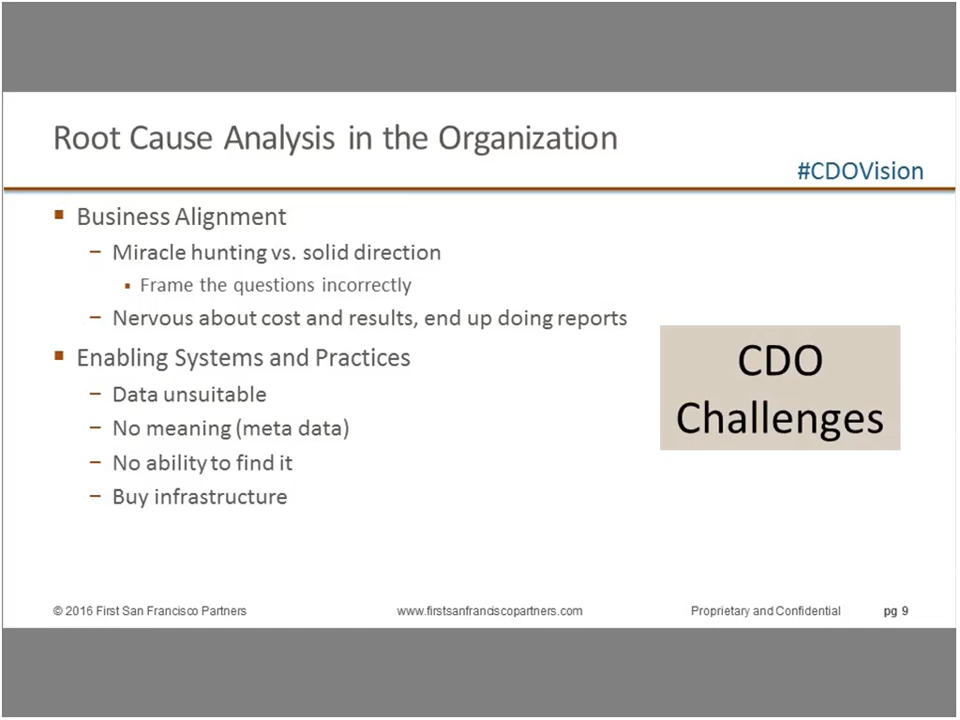 Root Cause Analysis in the Organization
#CDOVision
▪ Business Alignment
– Miracle hunting vs. solid direction
▪ Frame the questions incorrectly
– Nervous about cost and results, end up doing reports
▪ Enabling Systems and Practices
– Data unsuitable
– No meaning (meta data)
– No ability to find it
– Buy infrastructure
CDO
Challenges
© 2016 First San Francisco Partners www.firstsanfranciscopartners.com Proprietary and Confidential pg 9